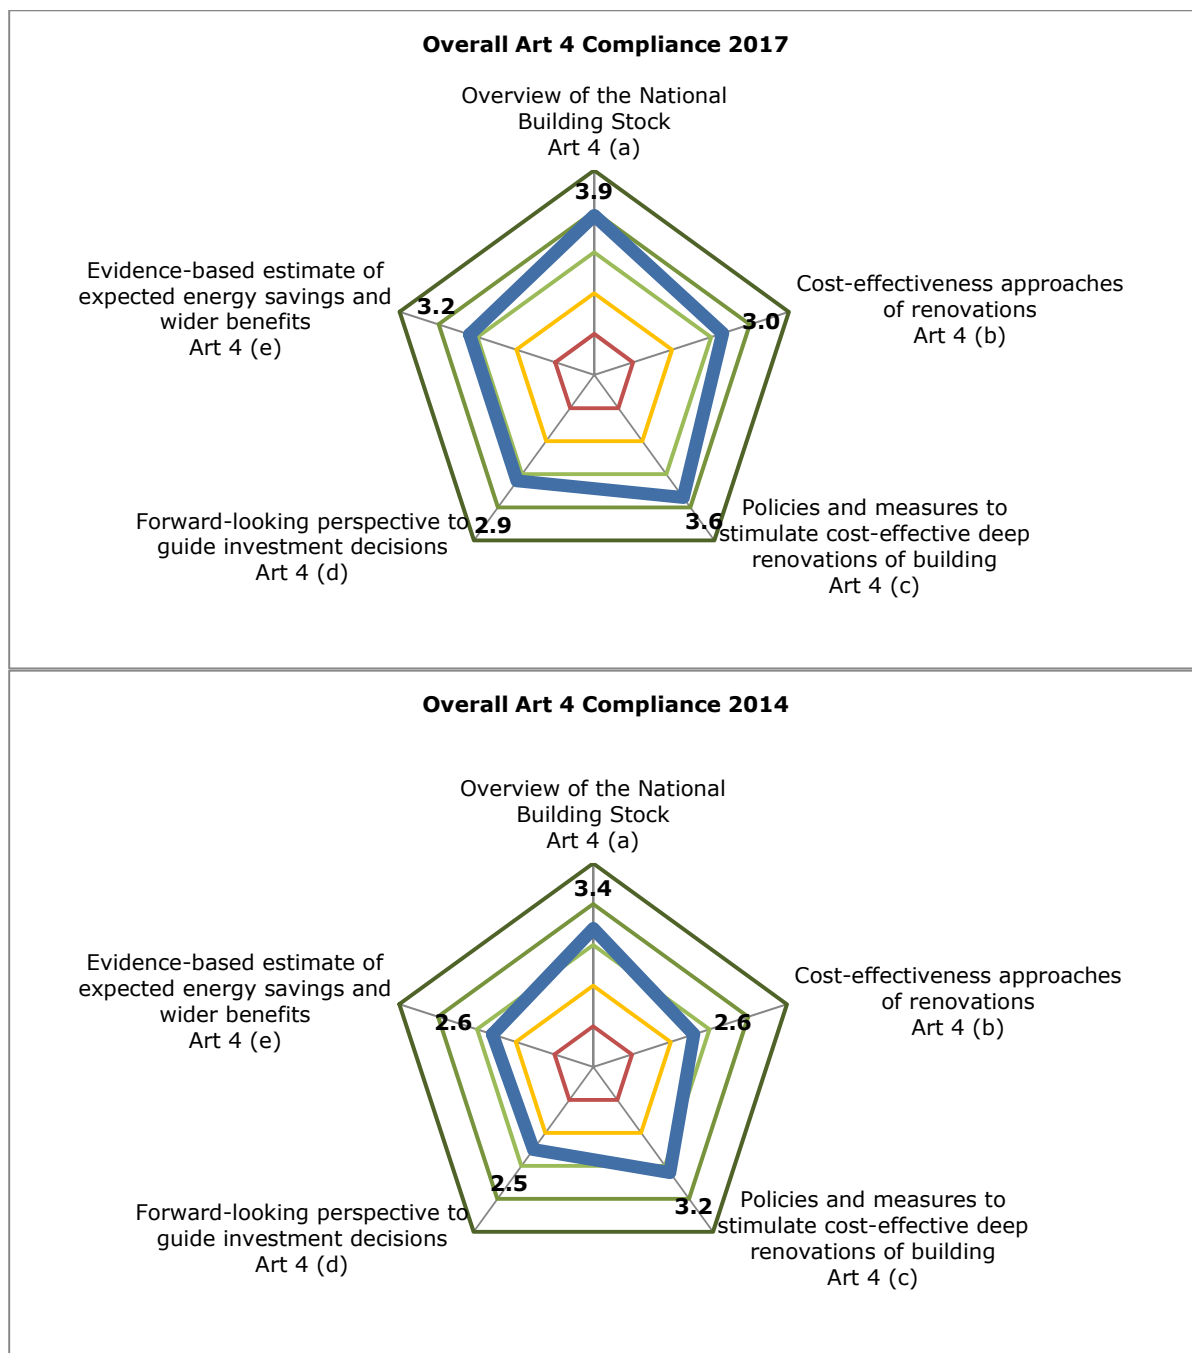 Overall Art 4 Compliance 2017
Overview of the National
Building Stock
Art 4 (a)
3.9
Evidence-based estimate of
expected energy savings and
wider benefits
Art 4 (e)
3.2
Cost-effectiveness approaches
of renovations
Art 4 (b)
3.0
Forward-looking perspective to
guide investment decisions
Art 4 (d)
2.9
Policies and measures to
stimulate cost-effective deep
renovations of building
Art 4 (c)
3.6
Overall Art 4 Compliance 2014
Overview of the National
Building Stock
Art 4 (a)
3.4
Evidence-based estimate of
expected energy savings and
wider benefits
Art 4 (e)
2.6
Cost-effectiveness approaches
of renovations
Art 4 (b)
2.6
Forward-looking perspective to
guide investment decisions
Art 4 (d)
2.5
Policies and measures to
stimulate cost-effective deep
renovations of building
Art 4 (c)
3.2